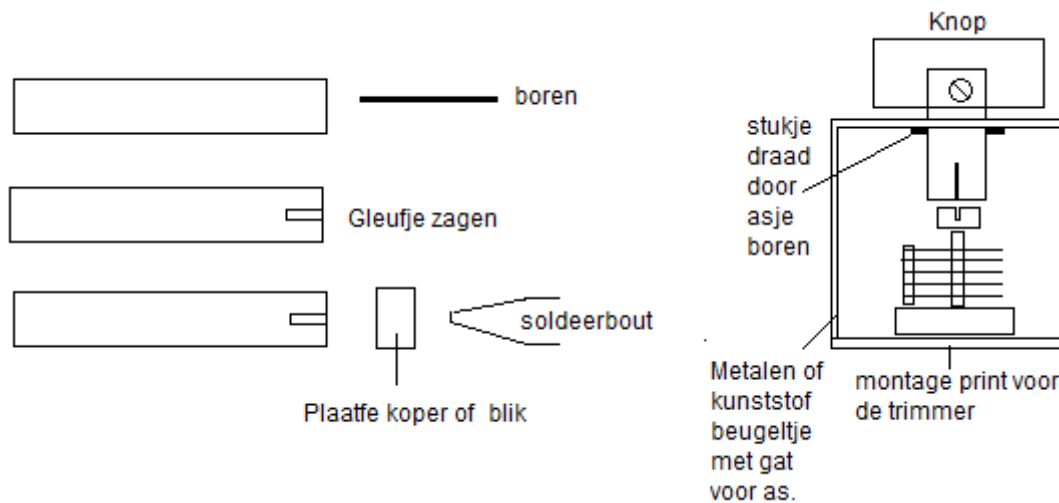 Knop
boren
stukje
draad
door
asje
boren
Gleufje zagen
soldeerbout
Plaatfe koper of blik
Metalen of
kunststof
beugeltje
met gat
voor as.
montage print voor
de trimmer